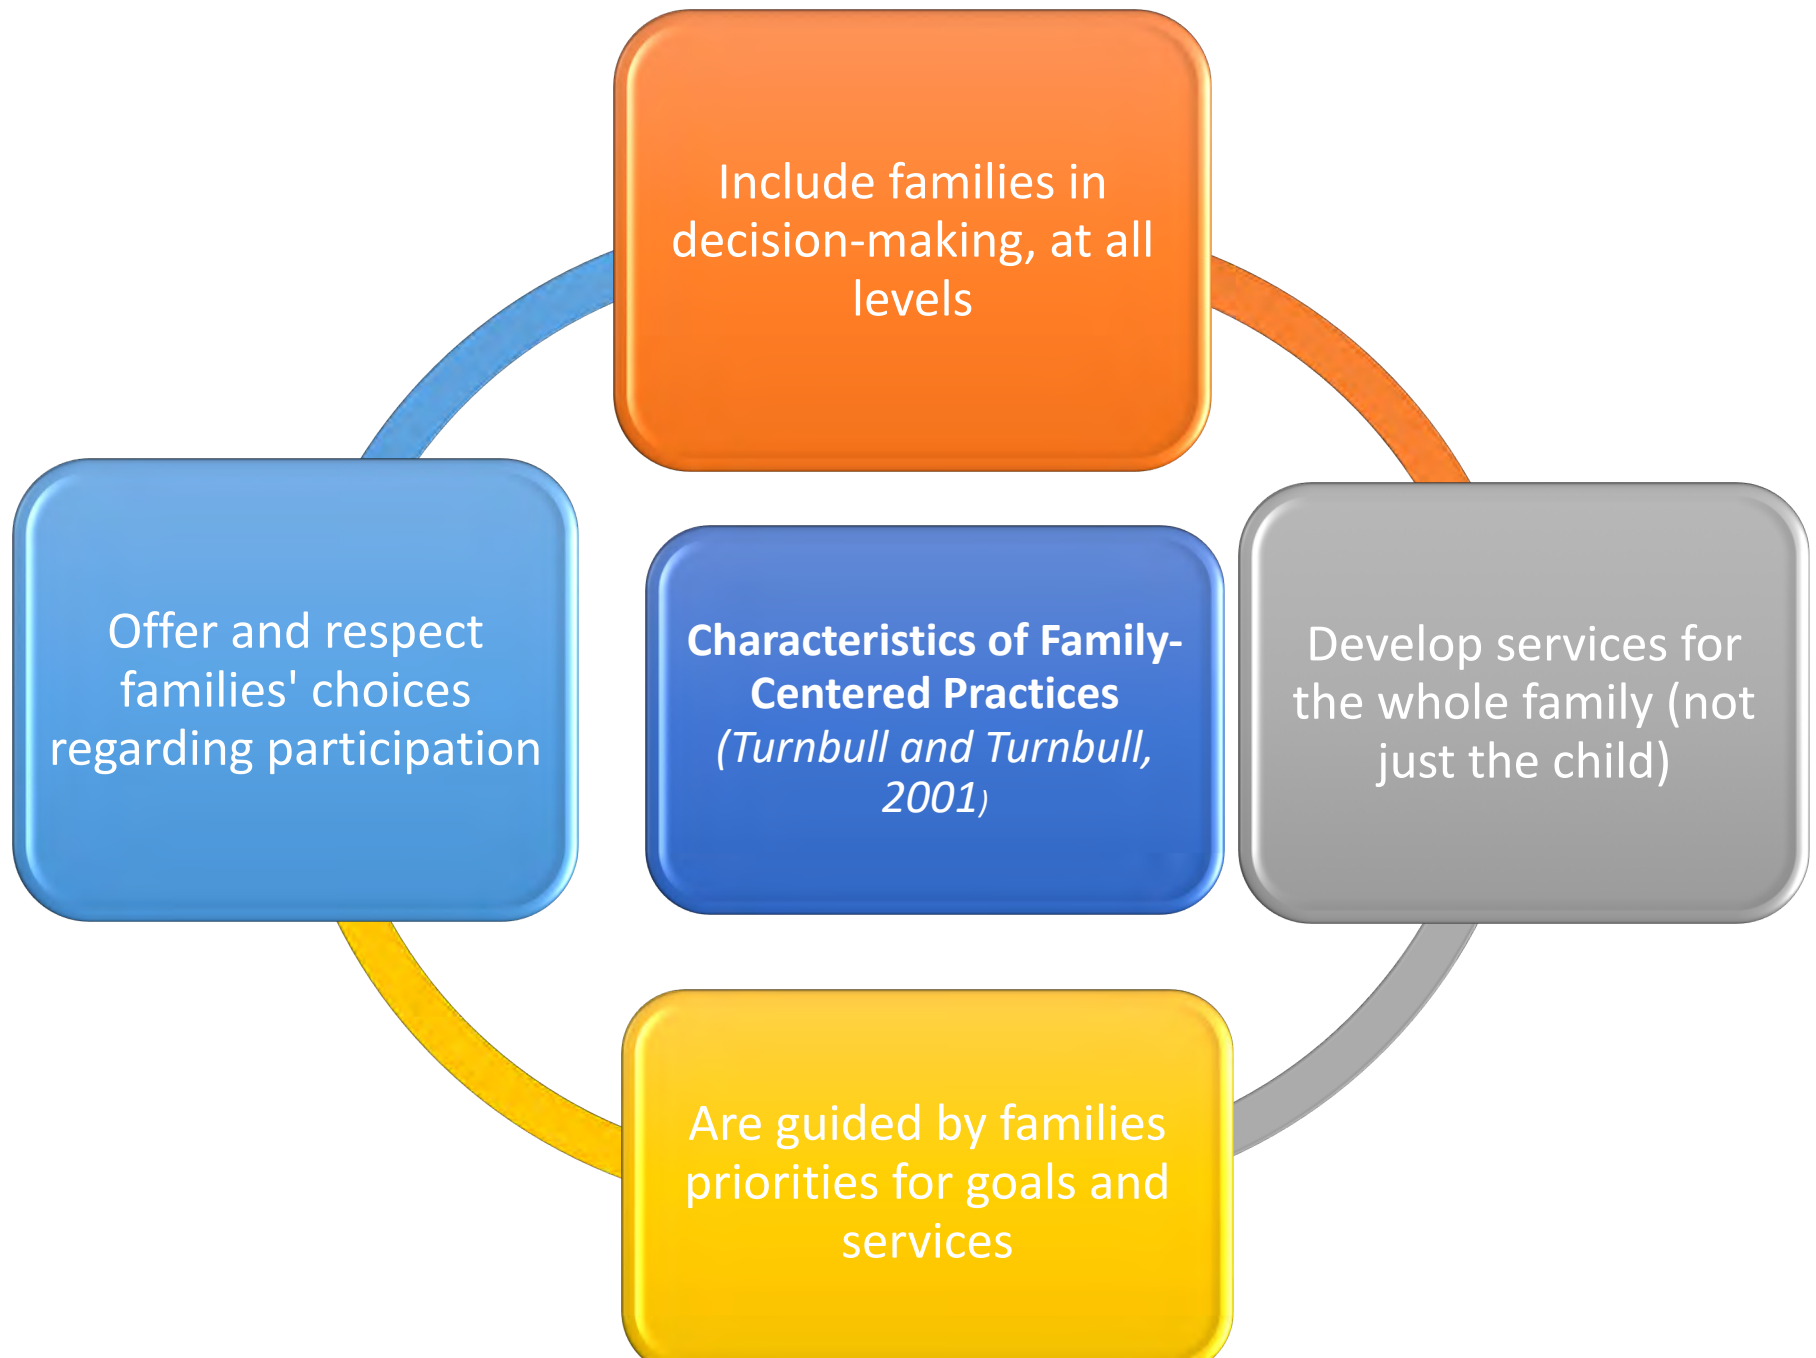 Include families in
decision-making, at all
levels
Offer and respect
families' choices
regarding participation
Characteristics of Family-
Centered Practices
(Turnbull and Turnbull,
2001)
Develop services for
the whole family (not
just the child)
Are guided by families
priorities for goals and
services